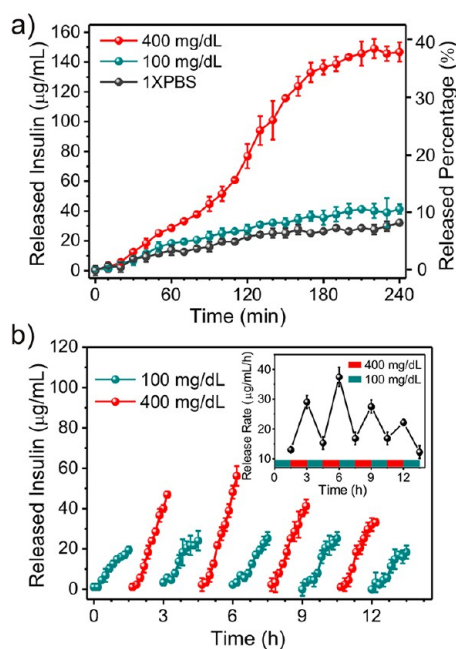 a)
160
140
120
100
80
60
40
20
0
Released Insulin (μg/mL)
400 mg/dL
100 mg/dL
1XPBS
40
30
20
10
0
Released Percentage (%)
0 60 120 180 240
Time (min)
b)
120
100
80
60
40
20
0
Released Insulin (μg/mL)
100 mg/dL
400 mg/dL
400 mg/dL
100 mg/dL
40
30
20
10
Release Rate (μg/mL/h)
0 3 6 9 12
Time (h)
0 3 6 9 12
Time (h)